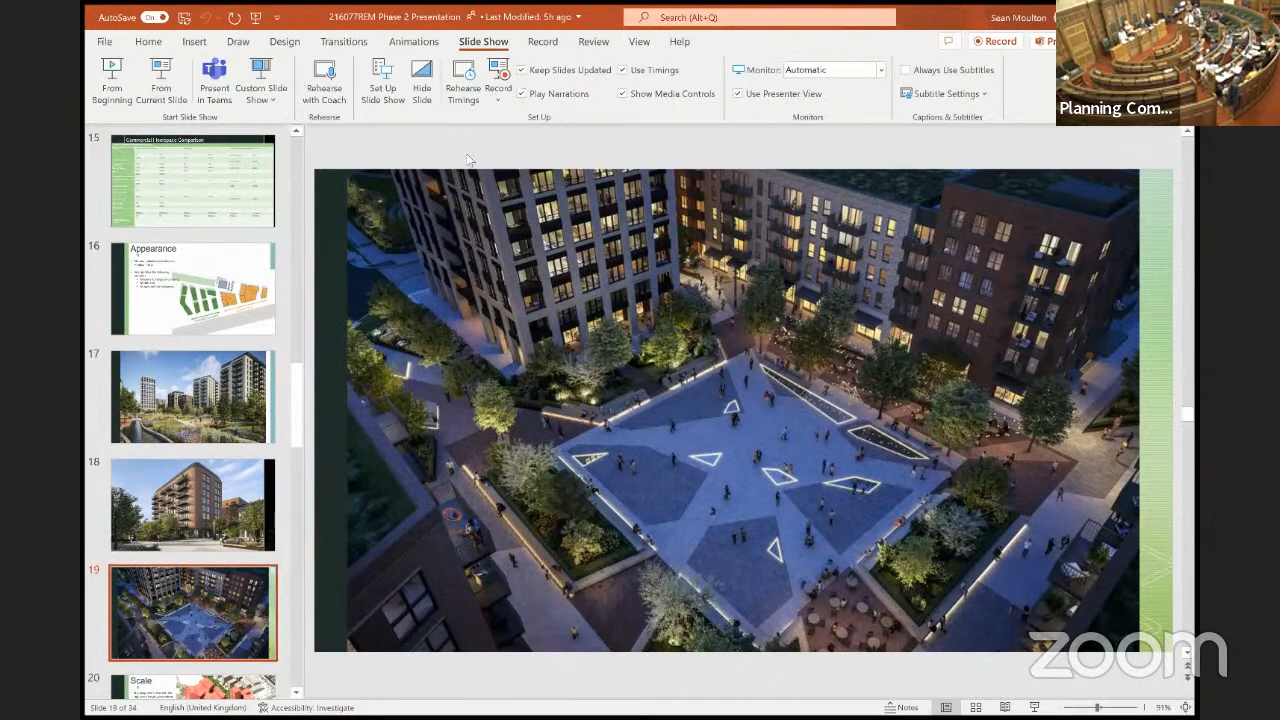 AutoSave On
216077REM Phase 2 Presentation • Last Modified: 5h ago
Search (Alt+Q)
Sean Moulton
File Home Insert Draw Design Transitions Animations Slide Show Record Review View Help
Record
Planning Com...
From Beginning
From Current Slide
Present in Teams
Custom Slide Show
Rehearse with Coach
Set Up Slide Show
Hide Slide
Rehearse Timings
Record
Keep Slides Updated
Use Timings
Play Narrations
Show Media Controls
Monitor: Automatic
Use Presenter View
Always Use Subtitles
Subtitle Settings
Start Slide Show
Rehearse
Set Up
Monitors
Captions & Subtitles
15
Commercial Floorspace Comparison
16
Appearance
17
18
19
20
Scale
zoom
Slide 19 of 34
English (United Kingdom)
Accessibility: Investigate
Notes
91%